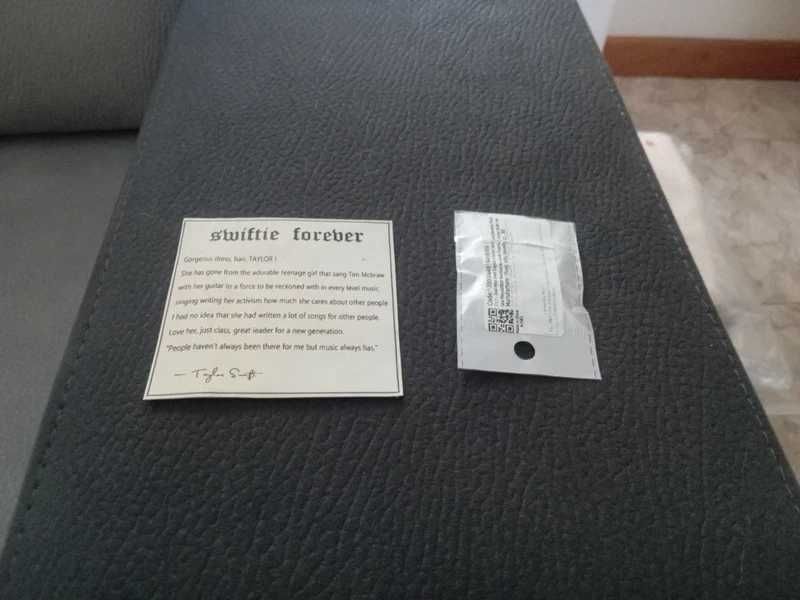 swiftie forever
Gorgeous dress, hair, TAYLOR !
She has gone from the adorable teenage girl that sang Tim Mcbraw
with her guitar to a force to be reckoned with in every level music,
singing writing her activism how much she cares about other people
I had no idea that she had written a lot of songs for other people.
Love her, just class, great leader for a new generation.
"People haven't always been there for me but music always has."
— Taylor Swift